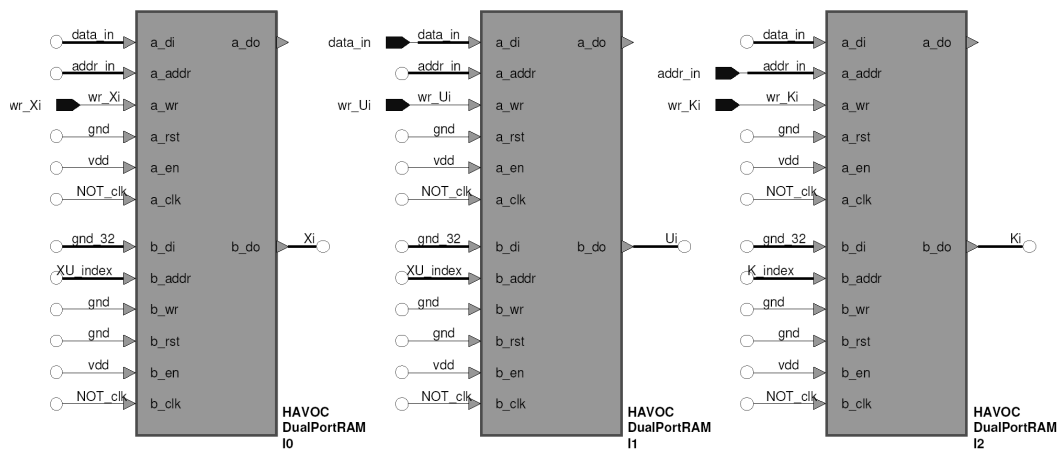 data_in a_di a_do
addr_in a_addr
wr_Xi wr_Xi a_wr
gnd a_rst
vdd a_en
NOT_clk a_clk
gnd_32 b_di b_do Xi
XU_index b_addr
gnd b_wr
gnd b_rst
vdd b_en
NOT_clk b_clk
HAVOC
DualPortRAM
I0
data_in data_in a_di a_do
addr_in a_addr
wr_Ui wr_Ui a_wr
gnd a_rst
vdd a_en
NOT_clk a_clk
gnd_32 b_di b_do Ui
XU_index b_addr
gnd b_wr
gnd b_rst
vdd b_en
NOT_clk b_clk
HAVOC
DualPortRAM
I1
data_in a_di a_do
addr_in addr_in a_addr
wr_Ki wr_Ki a_wr
gnd a_rst
vdd a_en
NOT_clk a_clk
gnd_32 b_di b_do Ki
K_index b_addr
gnd b_wr
gnd b_rst
vdd b_en
NOT_clk b_clk
HAVOC
DualPortRAM
I2